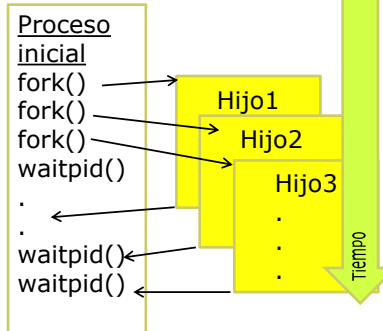 Proceso
inicial
fork()
fork()
fork()
waitpid()
.
.
waitpid()
waitpid()
Hijo1
Hijo2
Hijo3
.
.
.
Tiempo